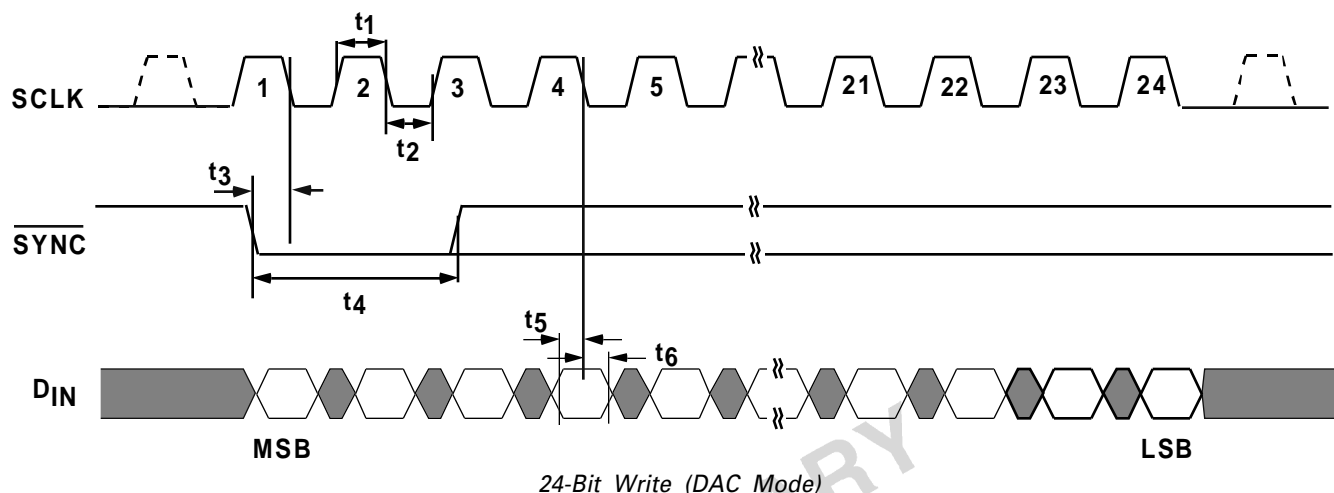 t1
SCLK 1 2 3 4 5 21 22 23 24
t2
t3
SYNC
t4
t5
t6
DIN
MSB LSB
24-Bit Write (DAC Mode)